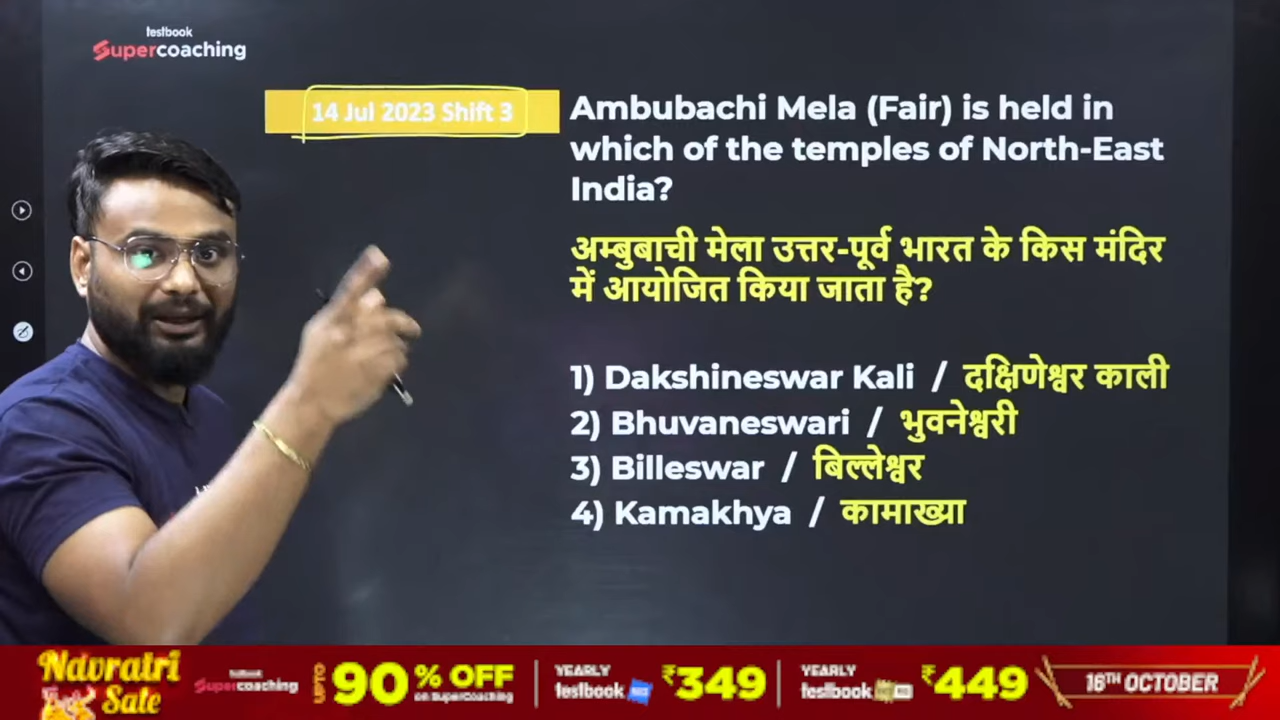 testbook
Supercoaching
14 Jul 2023 Shift 3
Ambubachi Mela (Fair) is held in
which of the temples of North-East
India?
अम्बुबाची मेला उत्तर-पूर्व भारत के किस मंदिर
में आयोजित किया जाता है?
1) Dakshineswar Kali / दक्षिणेश्वर काली
2) Bhuvaneswari / भुवनेश्वरी
3) Billeswar / बिल्लेश्वर
4) Kamakhya / कामाख्या
Navratri
Sale
testbook
Supercoaching
UPTO 90% OFF
on SuperCoaching
YEARLY
testbook
₹349
YEARLY
testbook
₹449
16TH OCTOBER